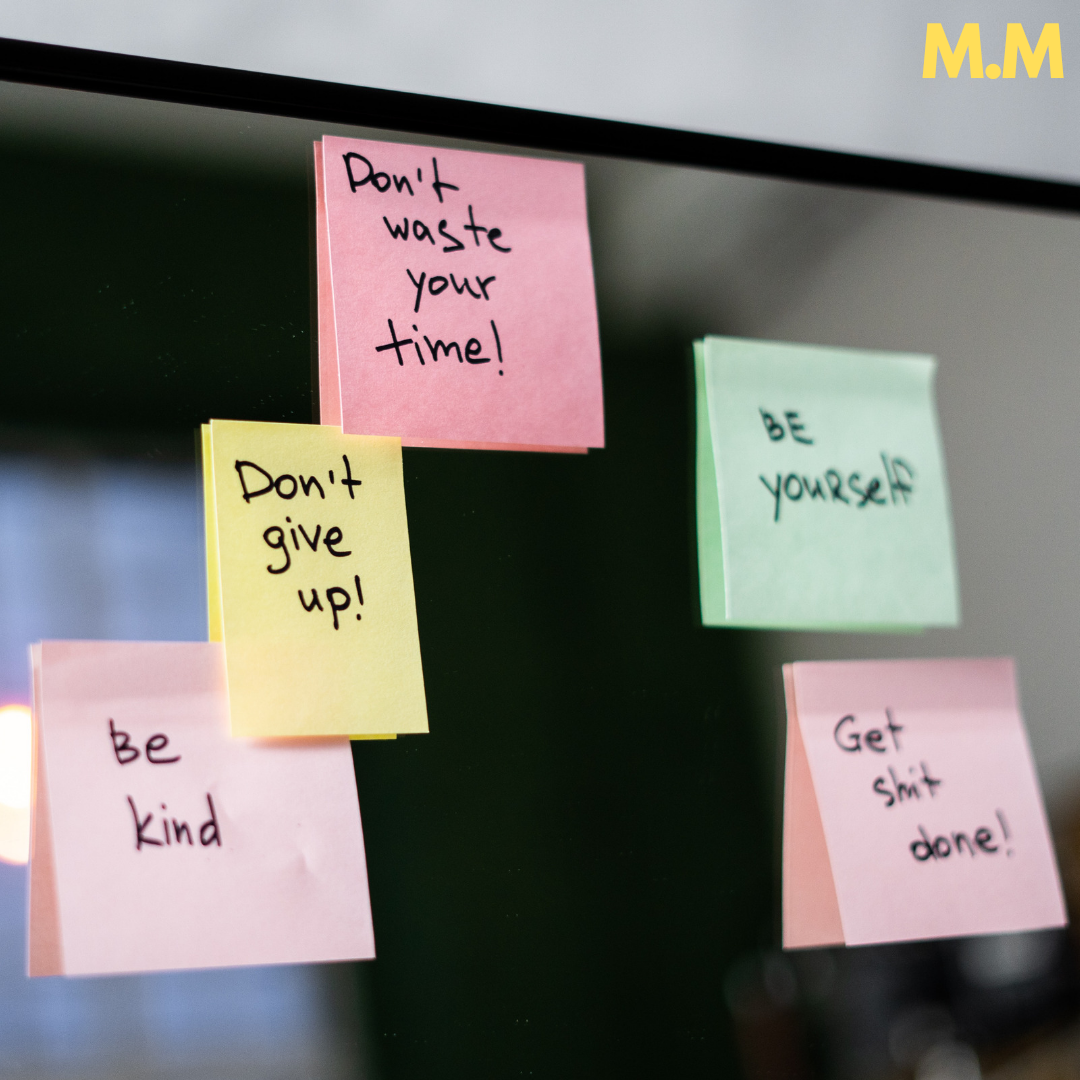 M.M
Don't
waste
your
time!
BE
youRself
Don't
give
up!
Be
kind
Get
shit
done!